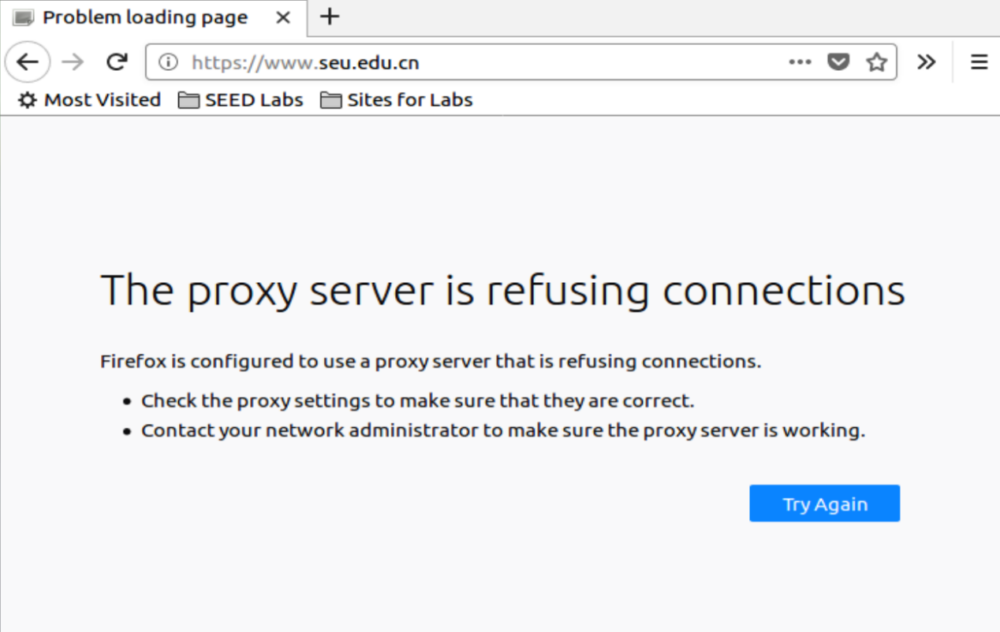 Problem loading page
https://www.seu.edu.cn
Most Visited SEED Labs Sites for Labs
The proxy server is refusing connections
Firefox is configured to use a proxy server that is refusing connections.
• Check the proxy settings to make sure that they are correct.
• Contact your network administrator to make sure the proxy server is working.
Try Again